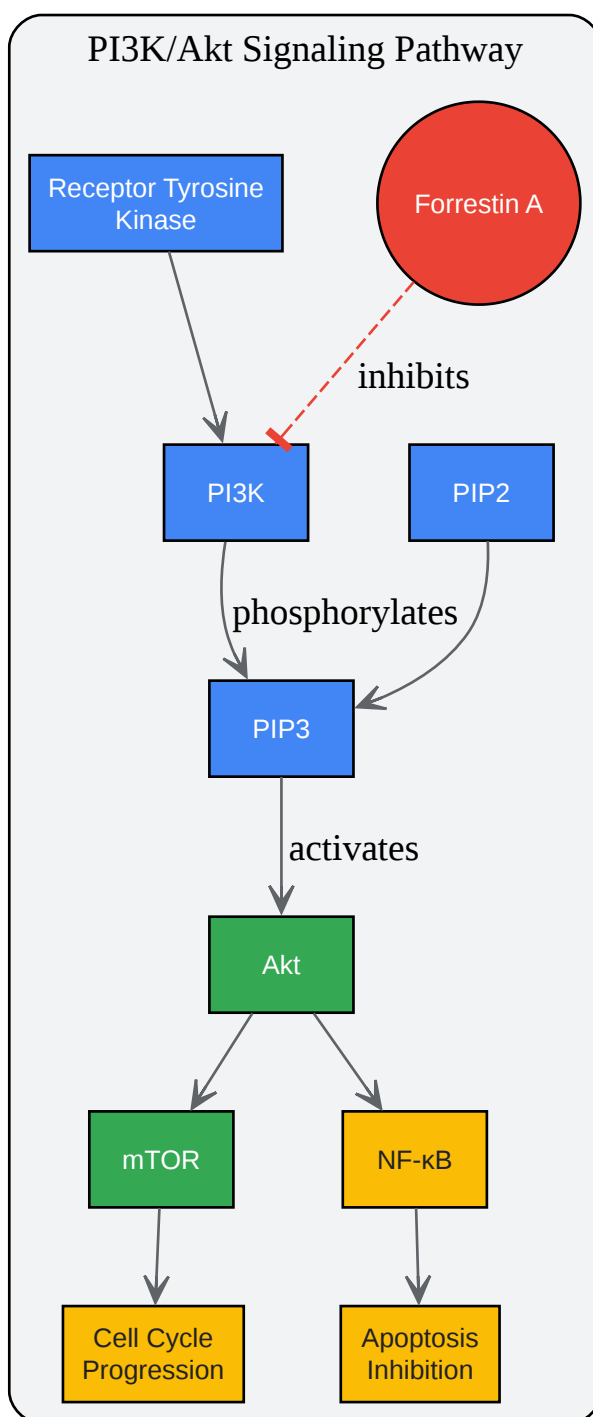 PI3K/Akt Signaling Pathway
Receptor Tyrosine
Kinase
Forrestin A
inhibits
PI3K
PIP2
phosphorylates
PIP3
activates
Akt
mTOR
NF-κB
Cell Cycle
Progression
Apoptosis
Inhibition